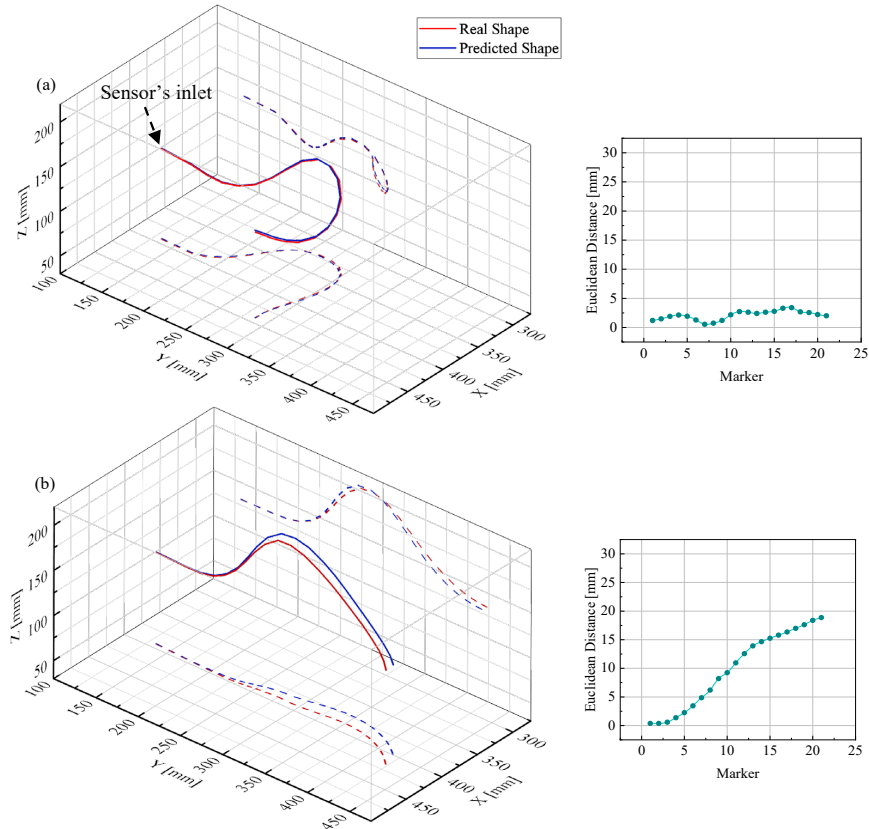 Real Shape
Predicted Shape
(a)
Sensor's inlet
200
150
100
50
Z [mm]
100
150
200
250
300
350
400
450
Y [mm]
300
350
400
450
X [mm]
30
25
20
15
10
5
0
Euclidean Distance [mm]
0 5 10 15 20 25
Marker
(b)
200
150
100
50
Z [mm]
100
150
200
250
300
350
400
450
Y [mm]
300
350
400
450
X [mm]
30
25
20
15
10
5
0
Euclidean Distance [mm]
0 5 10 15 20 25
Marker